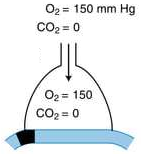 O₂ = 150 mm Hg
CO₂ = 0
O₂ = 150
CO₂ = 0